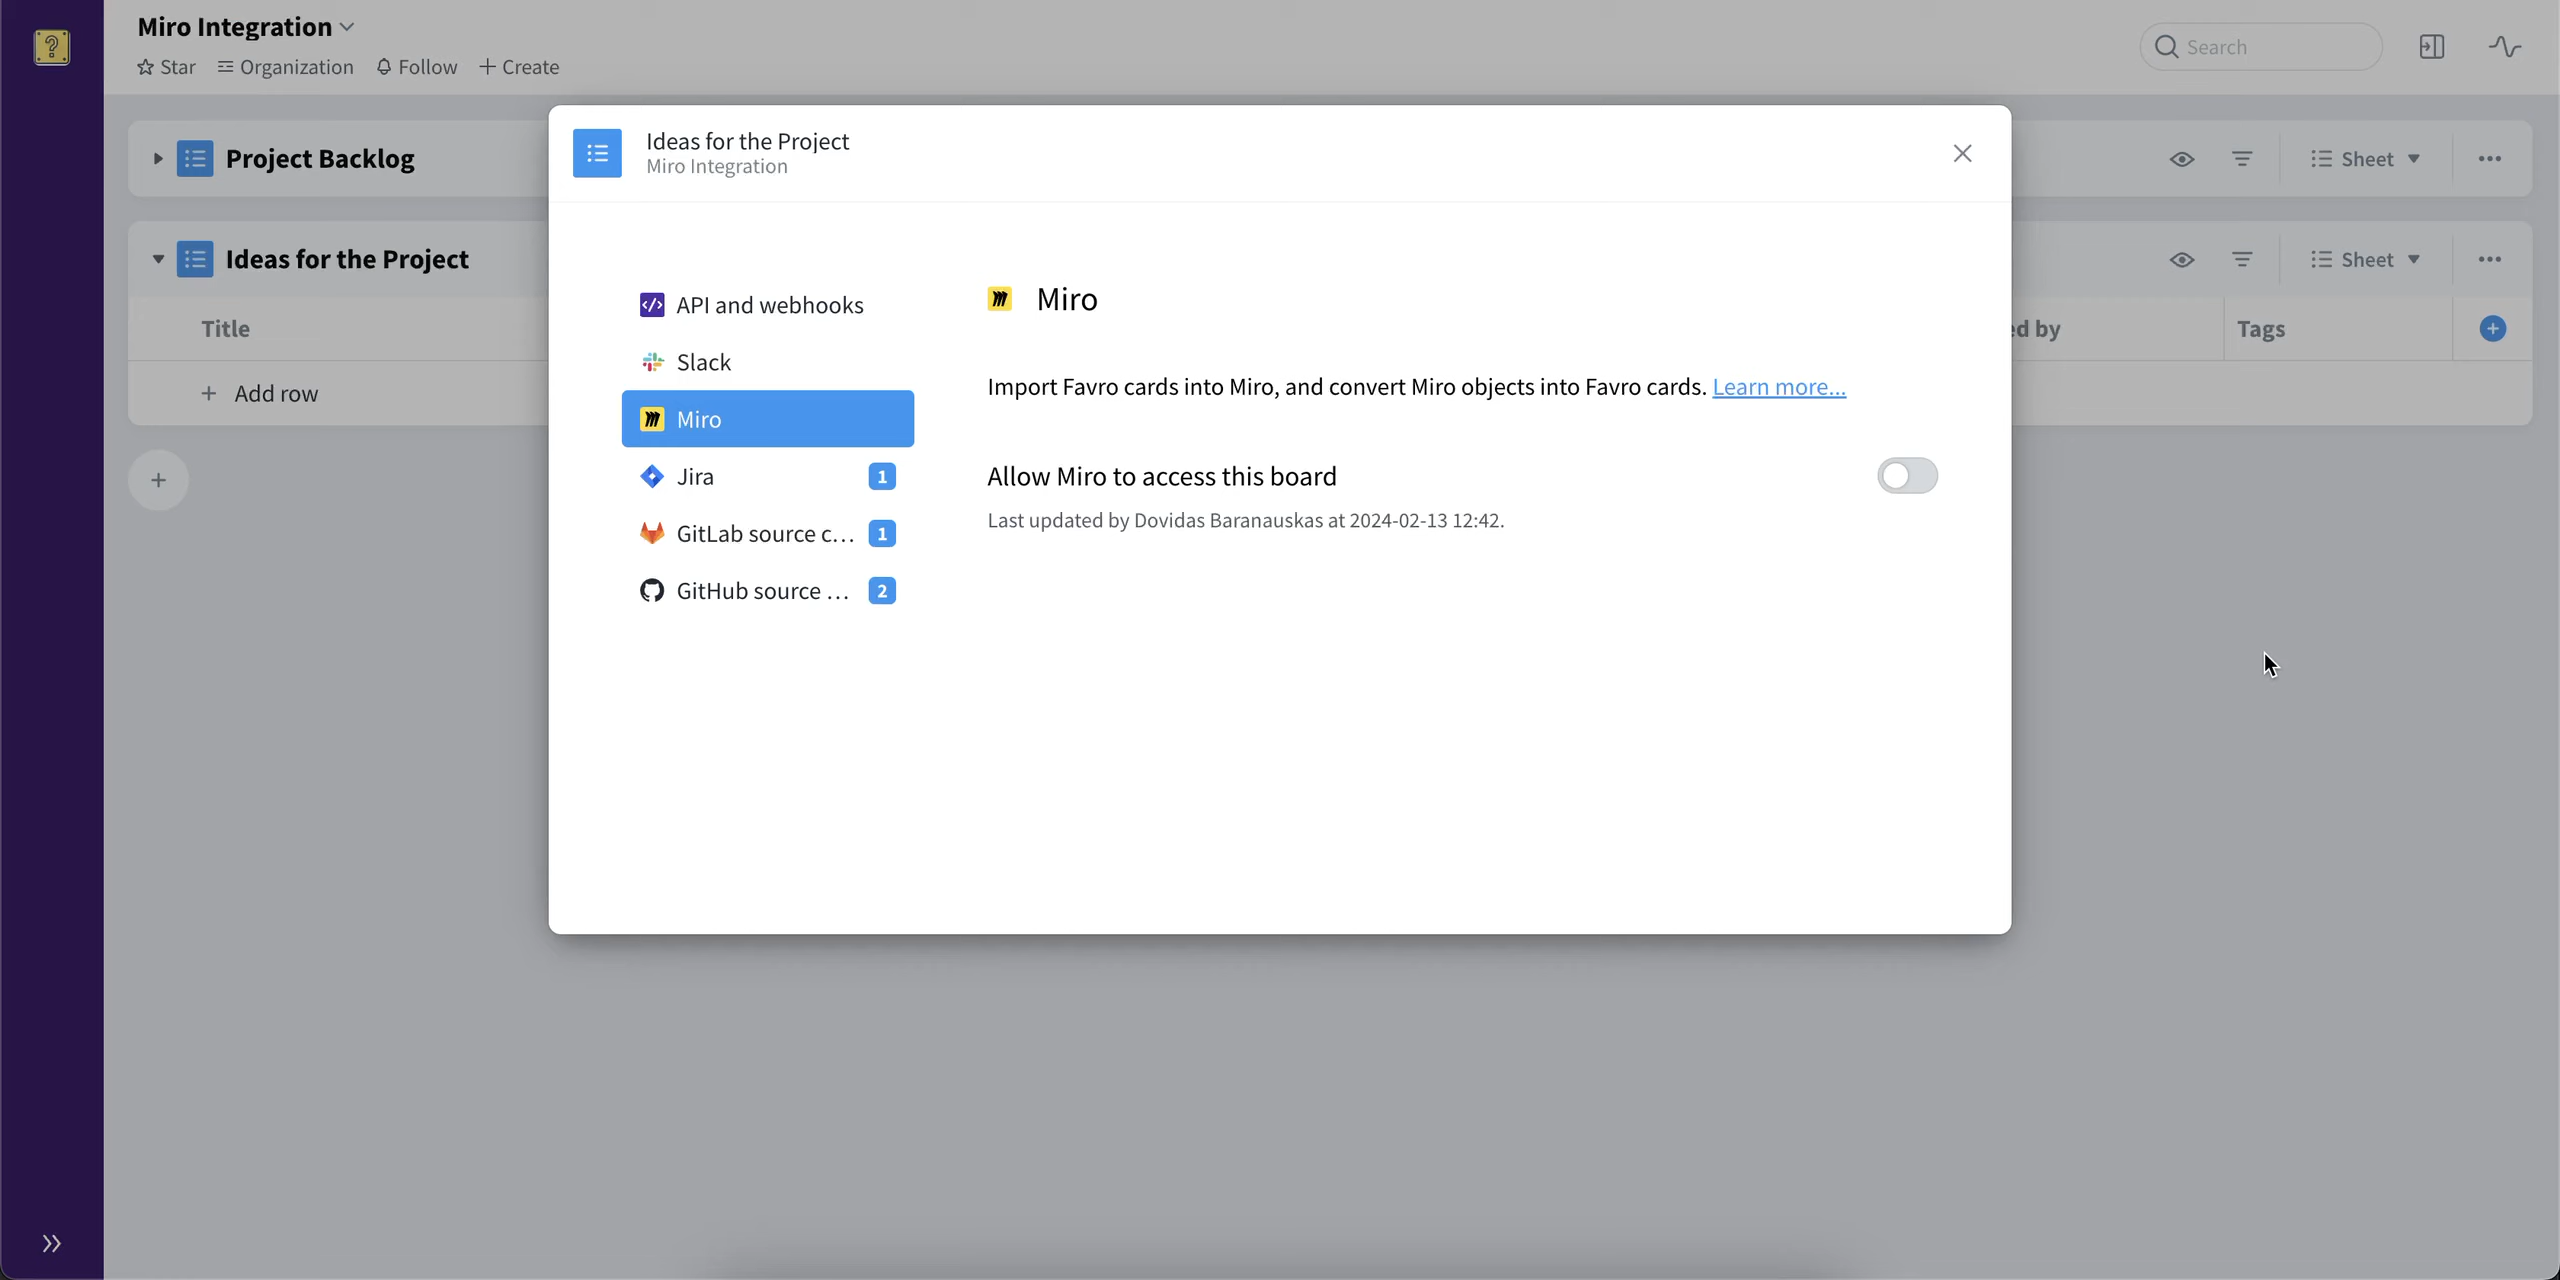 Miro Integration
Star Organization Follow Create
Search
Project Backlog
Sheet
Ideas for the Project
Sheet
Title
ed by
Tags
Add row
Ideas for the Project
Miro Integration
API and webhooks
Slack
Miro
Jira 1
GitLab source c... 1
GitHub source ... 2
Miro
Import Favro cards into Miro, and convert Miro objects into Favro cards. Learn more...
Allow Miro to access this board
Last updated by Dovidas Baranauskas at 2024-02-13 12:42.